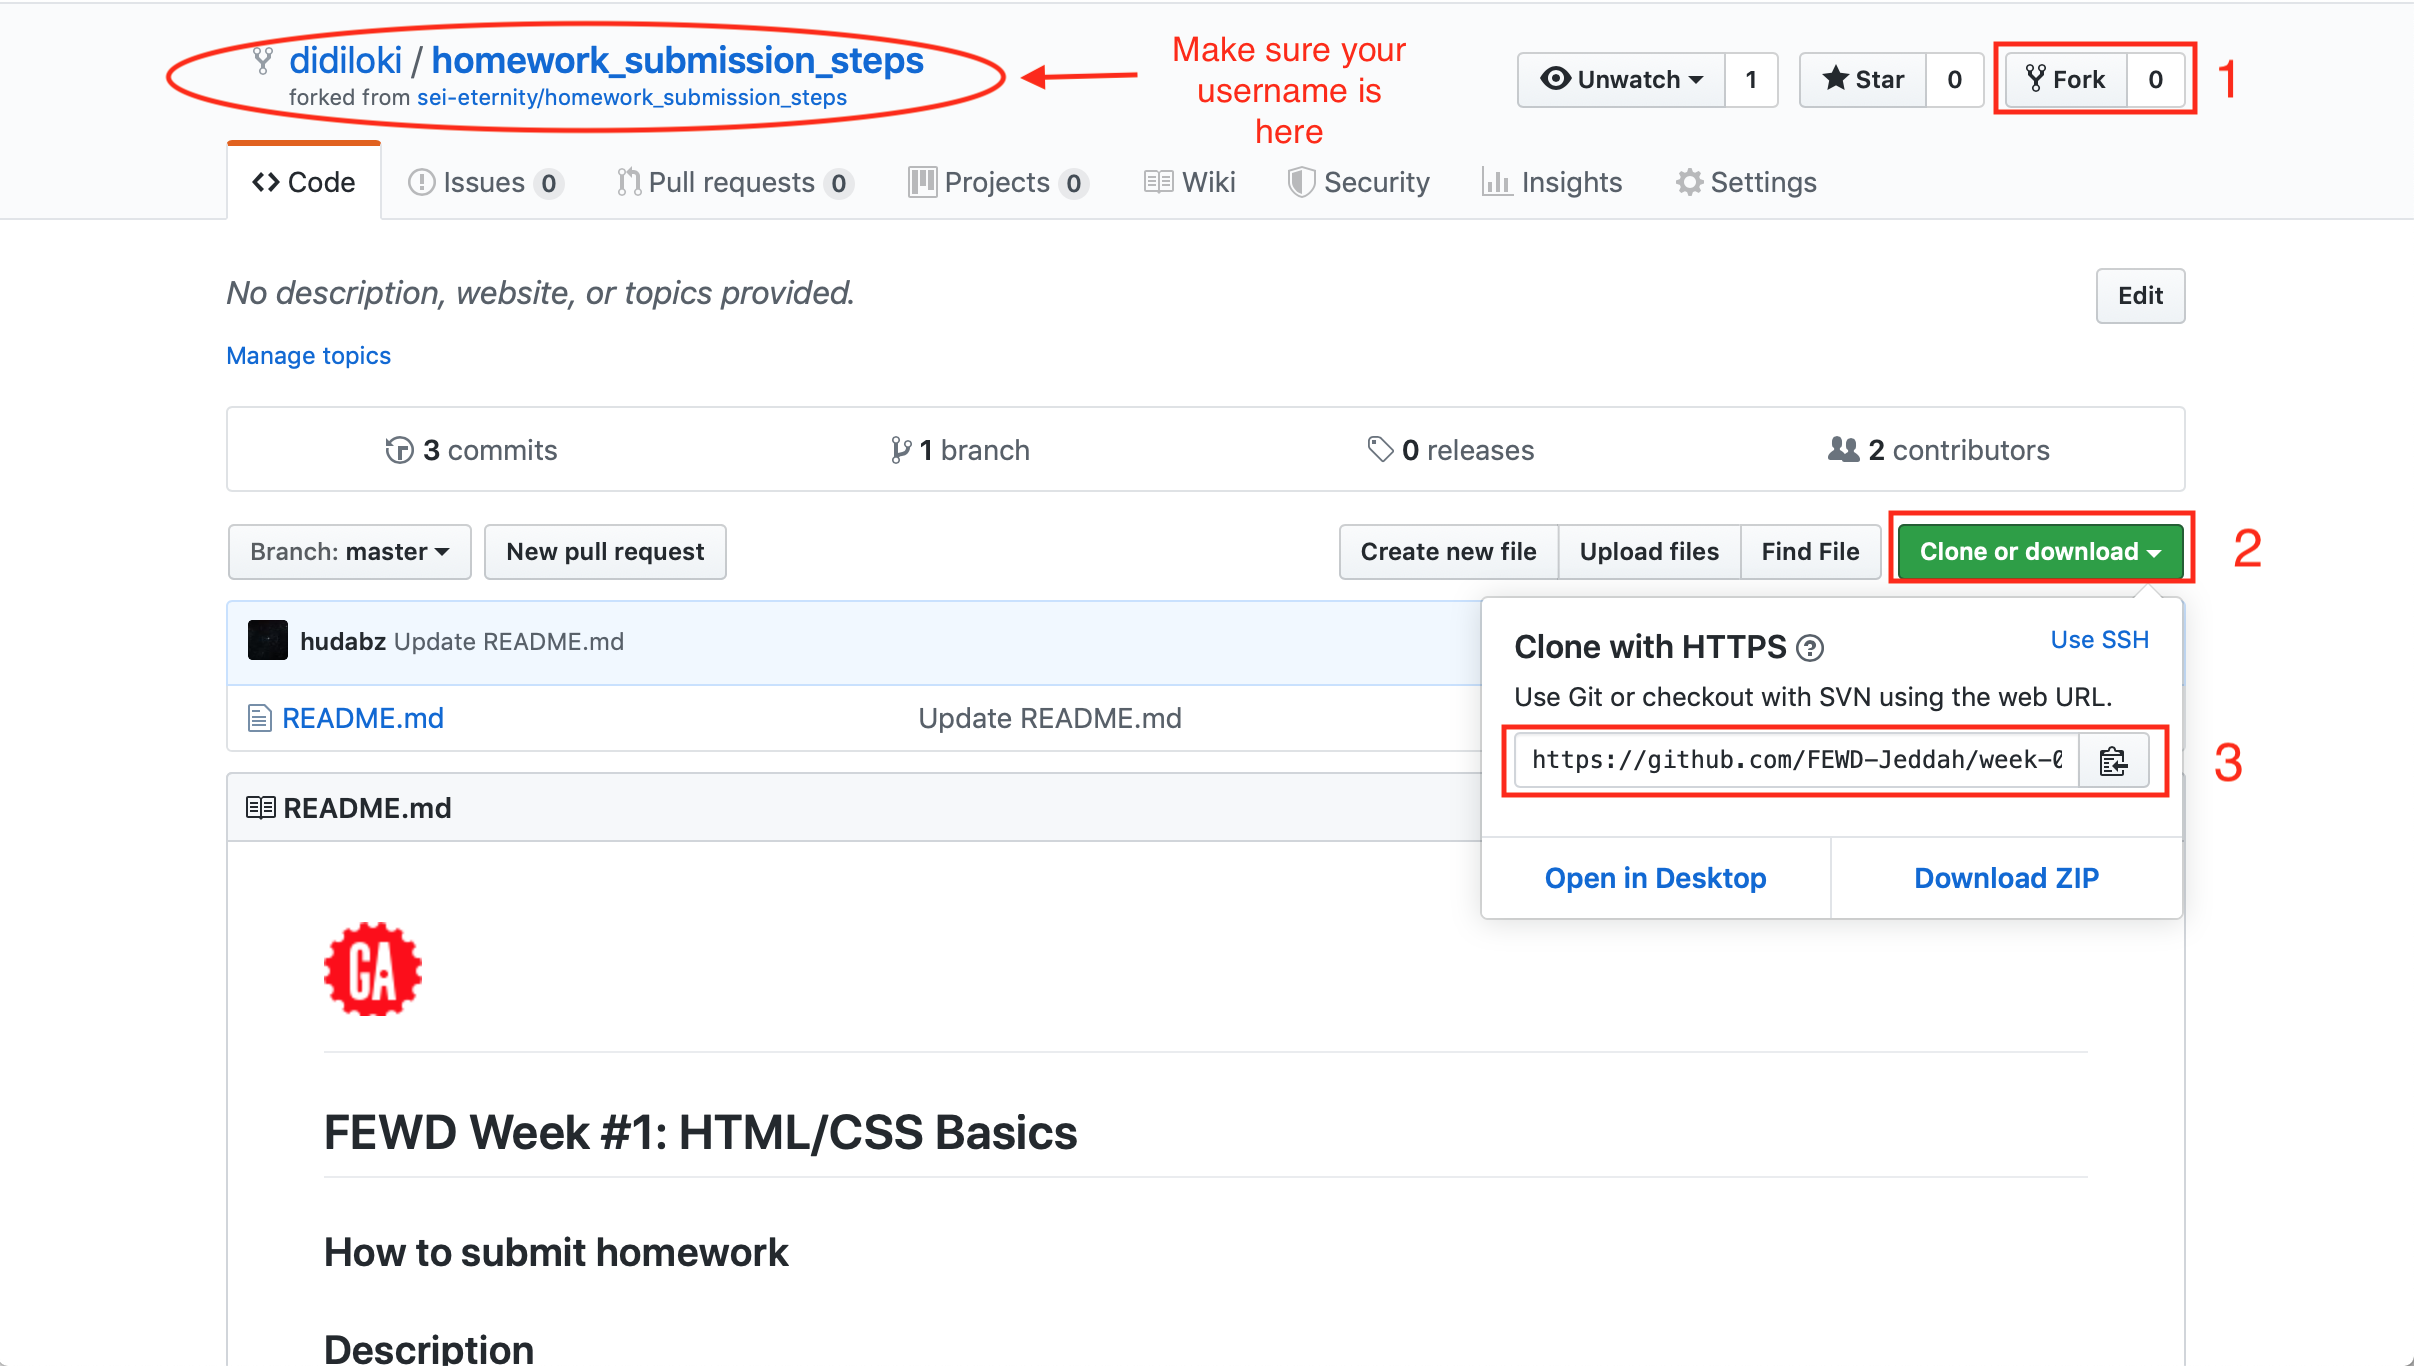 didiloki / homework_submission_steps
forked from sei-eternity/homework_submission_steps
Make sure your
username is
here
Unwatch 1
Star 0
Fork 0
1
Code
Issues 0
Pull requests 0
Projects 0
Wiki
Security
Insights
Settings
No description, website, or topics provided.
Edit
Manage topics
3 commits
1 branch
0 releases
2 contributors
Branch: master
New pull request
Create new file
Upload files
Find File
Clone or download
2
hudabz Update README.md
README.md
Update README.md
Clone with HTTPS ?
Use SSH
Use Git or checkout with SVN using the web URL.
https://github.com/FEWD-Jeddah/week-0
3
Open in Desktop
Download ZIP
README.md
GA
FEWD Week #1: HTML/CSS Basics
How to submit homework
Description